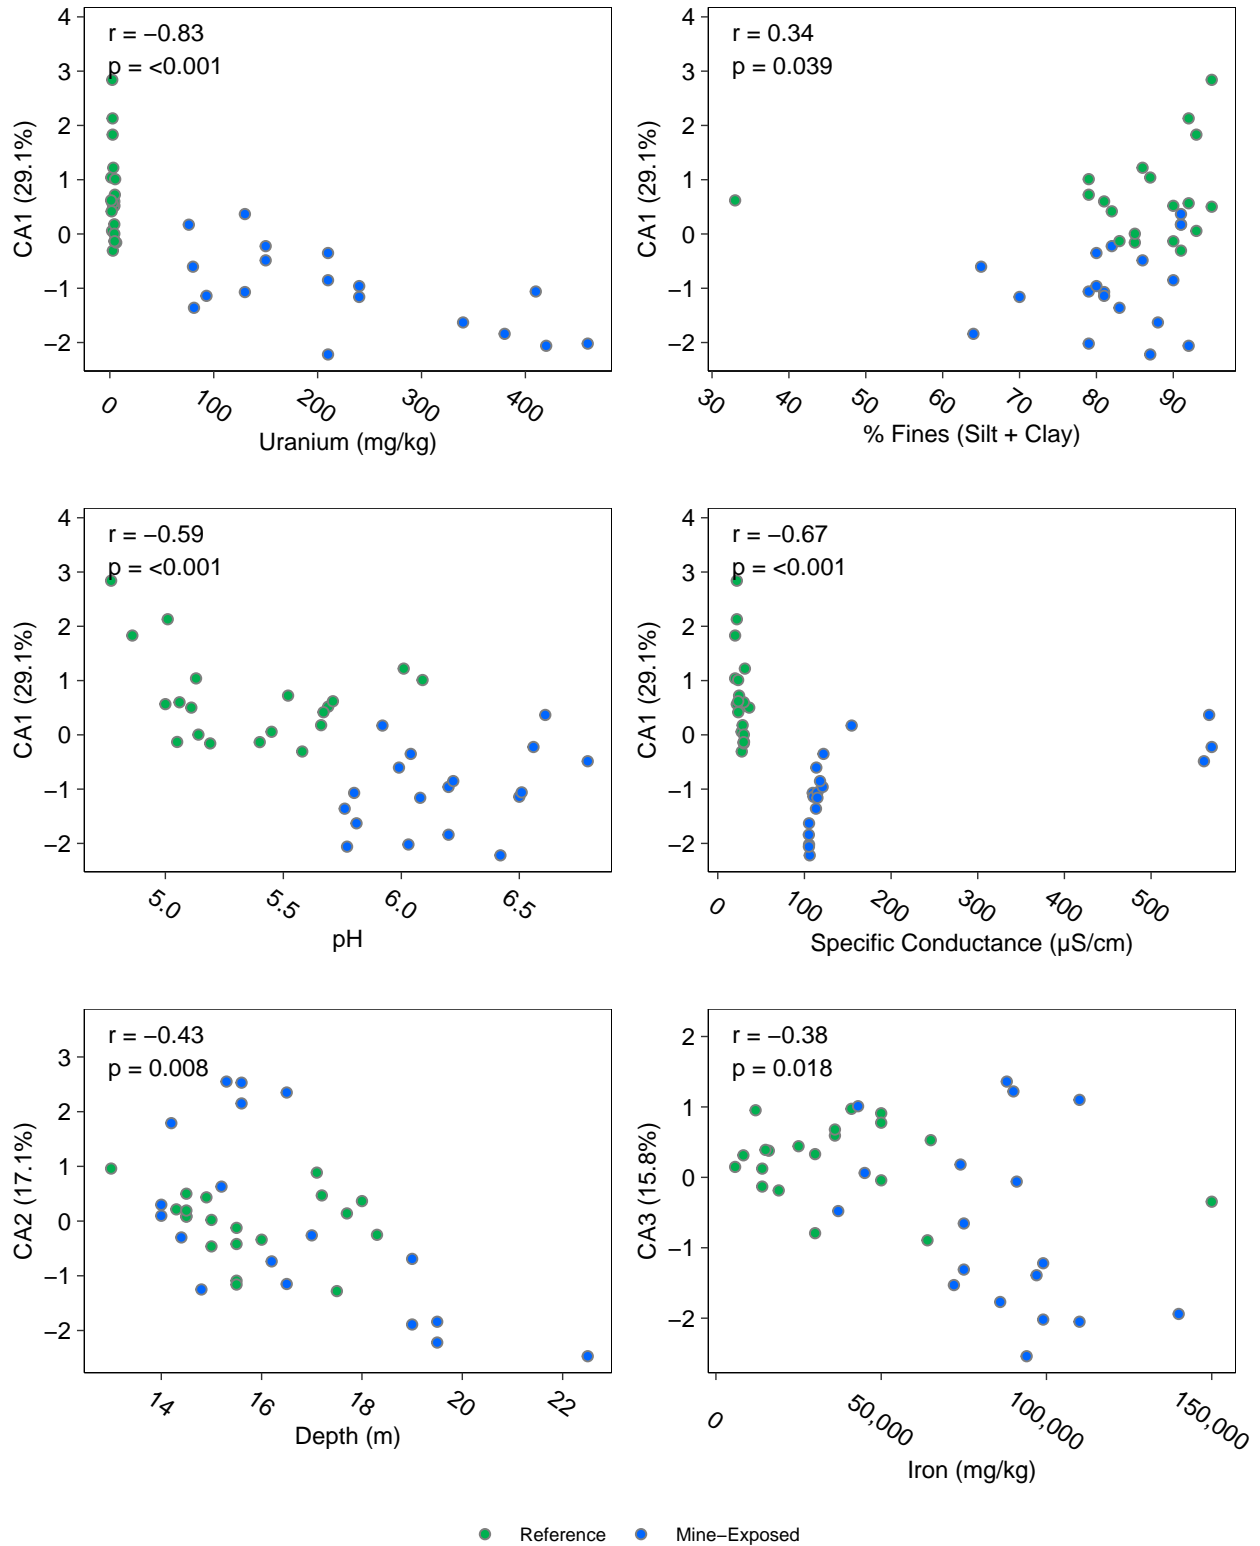 r = −0.83
p = <0.001
4
3
2
1
0
−1
−2
CA1 (29.1%)
0
100
200
300
400
Uranium (mg/kg)
r = 0.34
p = 0.039
4
3
2
1
0
−1
−2
CA1 (29.1%)
30
40
50
60
70
80
90
% Fines (Silt + Clay)
r = −0.59
p = <0.001
4
3
2
1
0
−1
−2
CA1 (29.1%)
5.0
5.5
6.0
6.5
pH
r = −0.67
p = <0.001
4
3
2
1
0
−1
−2
CA1 (29.1%)
0
100
200
300
400
500
Specific Conductance (µS/cm)
r = −0.43
p = 0.008
3
2
1
0
−1
−2
CA2 (17.1%)
14
16
18
20
22
Depth (m)
r = −0.38
p = 0.018
2
1
0
−1
−2
CA3 (15.8%)
0
50,000
100,000
150,000
Iron (mg/kg)
Reference
Mine−Exposed